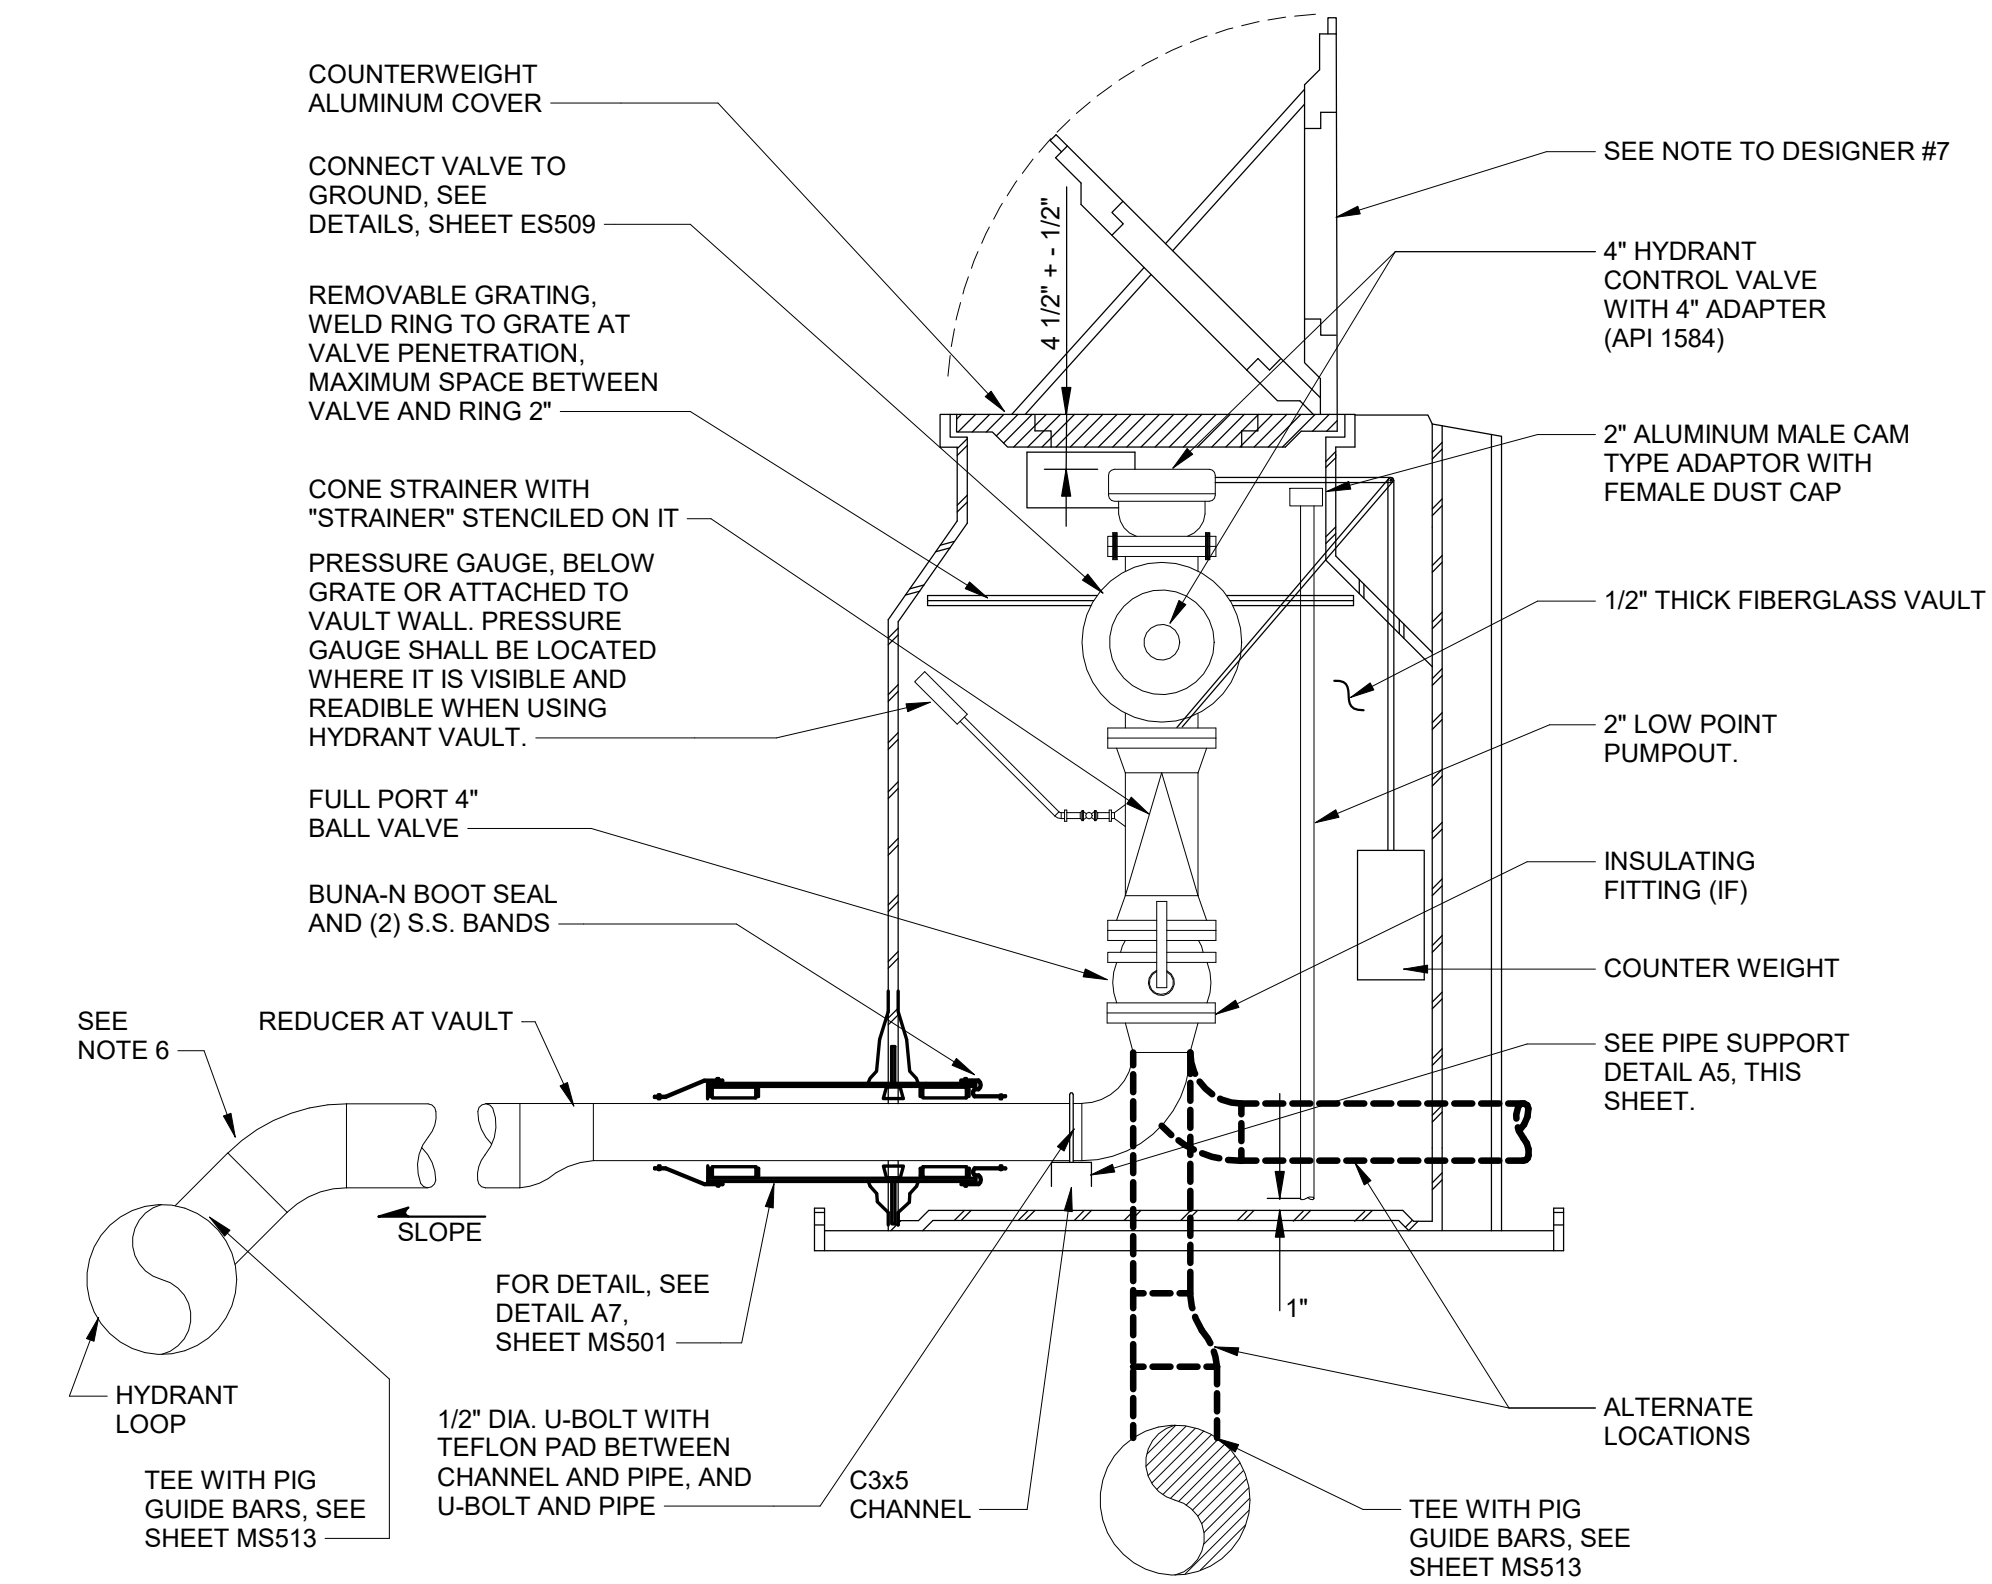 COUNTERWEIGHT
ALUMINUM COVER
CONNECT VALVE TO
GROUND, SEE
DETAILS, SHEET ES509
REMOVABLE GRATING,
WELD RING TO GRATE AT
VALVE PENETRATION,
MAXIMUM SPACE BETWEEN
VALVE AND RING 2"
CONE STRAINER WITH
"STRAINER" STENCILED ON IT
PRESSURE GAUGE, BELOW
GRATE OR ATTACHED TO
VAULT WALL. PRESSURE
GAUGE SHALL BE LOCATED
WHERE IT IS VISIBLE AND
READIBLE WHEN USING
HYDRANT VAULT.
FULL PORT 4"
BALL VALVE
BUNA-N BOOT SEAL
AND (2) S.S. BANDS
SEE
NOTE 6
REDUCER AT VAULT
SLOPE
FOR DETAIL, SEE
DETAIL A7,
SHEET MS501
HYDRANT
LOOP
TEE WITH PIG
GUIDE BARS, SEE
SHEET MS513
1/2" DIA. U-BOLT WITH
TEFLON PAD BETWEEN
CHANNEL AND PIPE, AND
U-BOLT AND PIPE
C3x5
CHANNEL
4 1/2" + - 1/2"
1"
SEE NOTE TO DESIGNER #7
4" HYDRANT
CONTROL VALVE
WITH 4" ADAPTER
(API 1584)
2" ALUMINUM MALE CAM
TYPE ADAPTOR WITH
FEMALE DUST CAP
1/2" THICK FIBERGLASS VAULT
2" LOW POINT
PUMPOUT.
INSULATING
FITTING (IF)
COUNTER WEIGHT
SEE PIPE SUPPORT
DETAIL A5, THIS
SHEET.
ALTERNATE
LOCATIONS
TEE WITH PIG
GUIDE BARS, SEE
SHEET MS513